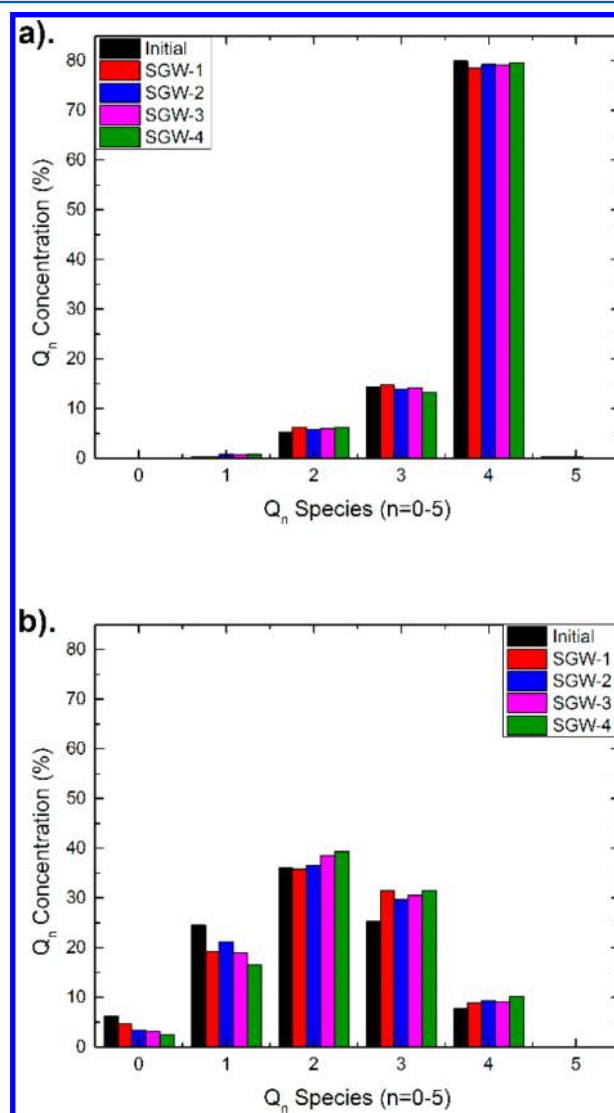 a).
Initial
SGW-1
SGW-2
SGW-3
SGW-4
80
70
60
50
40
30
20
10
0
Qn Concentration (%)
0 1 2 3 4 5
Qn Species (n=0-5)
b).
Initial
SGW-1
SGW-2
SGW-3
SGW-4
80
70
60
50
40
30
20
10
0
Qn Concentration (%)
0 1 2 3 4 5
Qn Species (n=0-5)